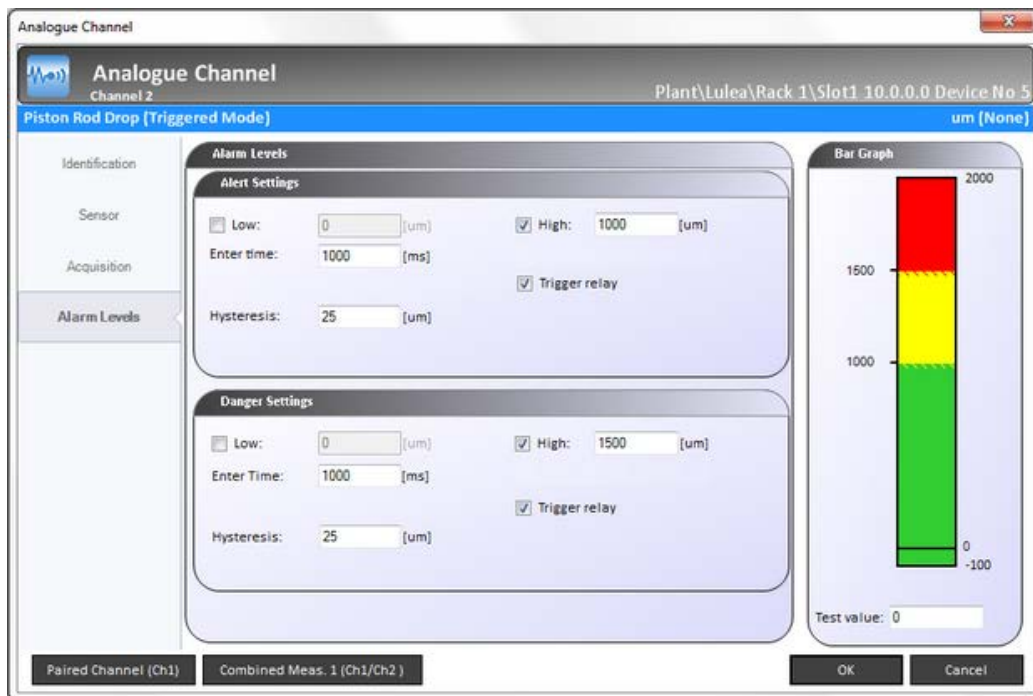 Analogue Channel
Analogue Channel
Channel 2
Plant\Lulea\Rack 1\Slot1 10.0.0.0 Device No 5
Piston Rod Drop (Triggered Mode)
um (None)
Identification
Sensor
Acquisition
Alarm Levels
Alarm Levels
Alert Settings
Low: 0 [um]
High: 1000 [um]
Enter time: 1000 [ms]
Trigger relay
Hysteresis: 25 [um]
Danger Settings
Low: 0 [um]
High: 1500 [um]
Enter Time: 1000 [ms]
Trigger relay
Hysteresis: 25 [um]
Bar Graph
2000
1500
1000
0
-100
Test value: 0
Paired Channel (Ch1)
Combined Meas. 1 (Ch1/Ch2 )
OK
Cancel